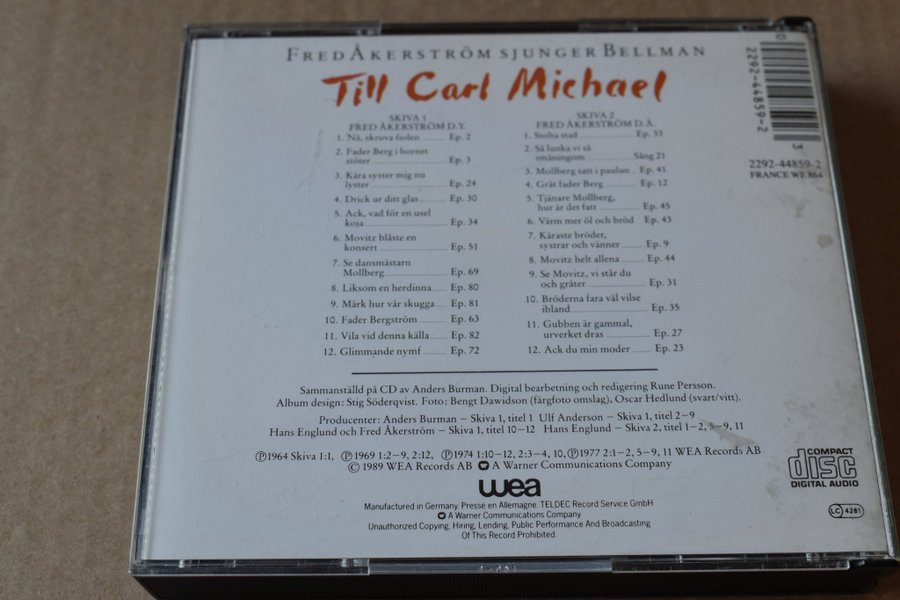 FRED ÅKERSTRÖM SJUNGER BELLMAN
Till Carl Michael
SKIVA 1
FRED ÅKERSTRÖM D.Y.
1. Nå, skruva fiolen Ep. 2
2. Fader Berg i hornet
stöter Ep. 3
3. Kära syster mig nu
lyster Ep. 24
4. Drick ur ditt glas Ep. 30
5. Ack, vad för en usel
koja Ep. 34
6. Movitz blåste en
konsert Ep. 51
7. Se dansmästarn
Mollberg Ep. 69
8. Liksom en herdinna Ep. 80
9. Märk hur vår skugga Ep. 81
10. Fader Bergström Ep. 63
11. Vila vid denna källa Ep. 82
12. Glimmande nymf Ep. 72
SKIVA 2
FRED ÅKERSTRÖM D.Ä.
1. Stolta stad Ep. 33
2. Så lunka vi så
småningom Sång 21
3. Mollberg satt i paulun Ep. 41
4. Gråt fader Berg Ep. 12
5. Tjänare Mollberg,
hur är det fatt Ep. 45
6. Värm mer öl och bröd Ep. 43
7. Käraste bröder,
systrar och vänner Ep. 9
8. Movitz helt allena Ep. 44
9. Se Movitz, vi står du
och gråter Ep. 31
10. Bröderna fara väl vilse
ibland Ep. 35
11. Gubben är gammal,
urverket dras Ep. 27
12. Ack du min moder Ep. 23
0
2292-44859-2
3
2292-44859-2
FRANCE WE 864
Sammanställd på CD av Anders Burman. Digital bearbetning och redigering Rune Persson.
Album design: Stig Söderqvist. Foto: Bengt Dawidson (färgfoto omslag), Oscar Hedlund (svart/vitt).
Producenter: Anders Burman – Skiva 1, titel 1 Ulf Anderson – Skiva 1, titel 2–9
Hans Englund och Fred Åkerström – Skiva 1, titel 10–12 Hans Englund – Skiva 2, titel 1–2, 5–9, 11
Ⓟ1964 Skiva 1:1, Ⓟ1969 1:2–9, 2:12, Ⓟ1974 1:10–12, 2:3–4, 10, Ⓟ1977 2:1–2, 5–9, 11 WEA Records AB
© 1989 WEA Records AB A Warner Communications Company
wea
Manufactured in Germany. Pressé en Allemagne. TELDEC Record Service GmbH
A Warner Communications Company
Unauthorized Copying, Hiring, Lending, Public Performance And Broadcasting
Of This Record Prohibited.
COMPACT
disc
DIGITAL AUDIO
LC 4281